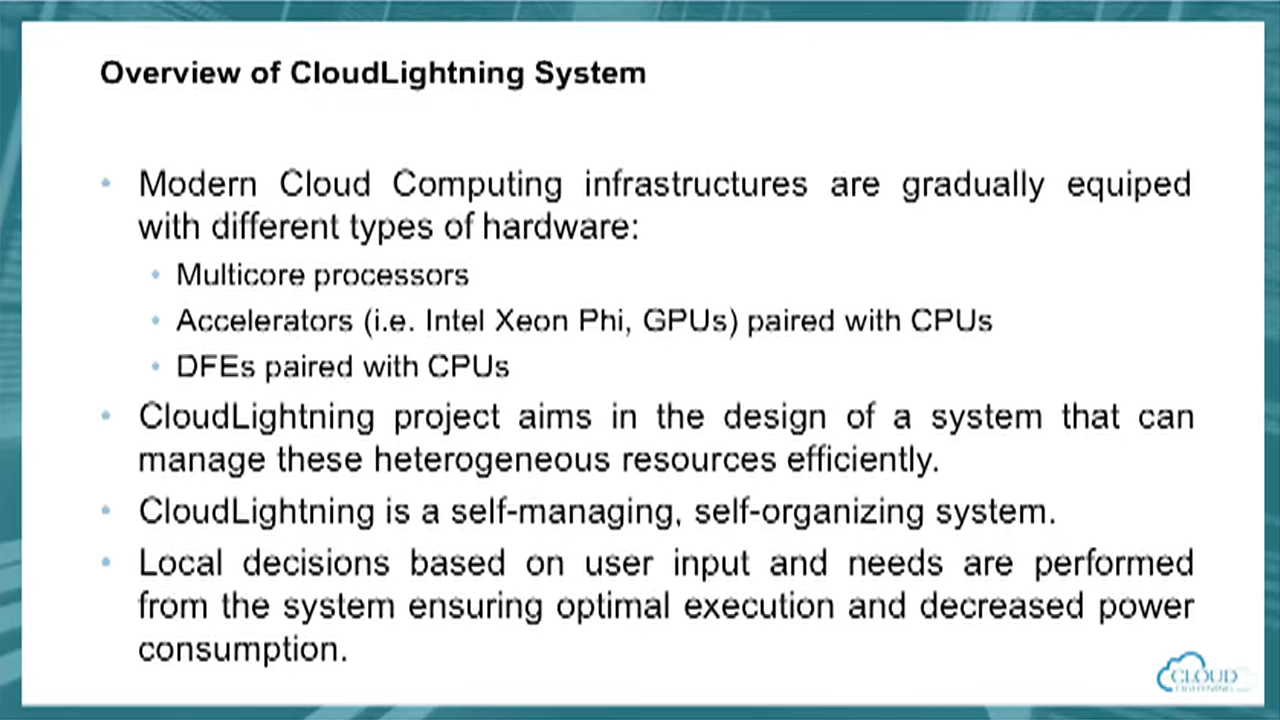 Overview of CloudLightning System
• Modern Cloud Computing infrastructures are gradually equiped
with different types of hardware:
• Multicore processors
• Accelerators (i.e. Intel Xeon Phi, GPUs) paired with CPUs
• DFEs paired with CPUs
• CloudLightning project aims in the design of a system that can
manage these heterogeneous resources efficiently.
• CloudLightning is a self-managing, self-organizing system.
• Local decisions based on user input and needs are performed
from the system ensuring optimal execution and decreased power
consumption.
CLOUD
LIGHTNING